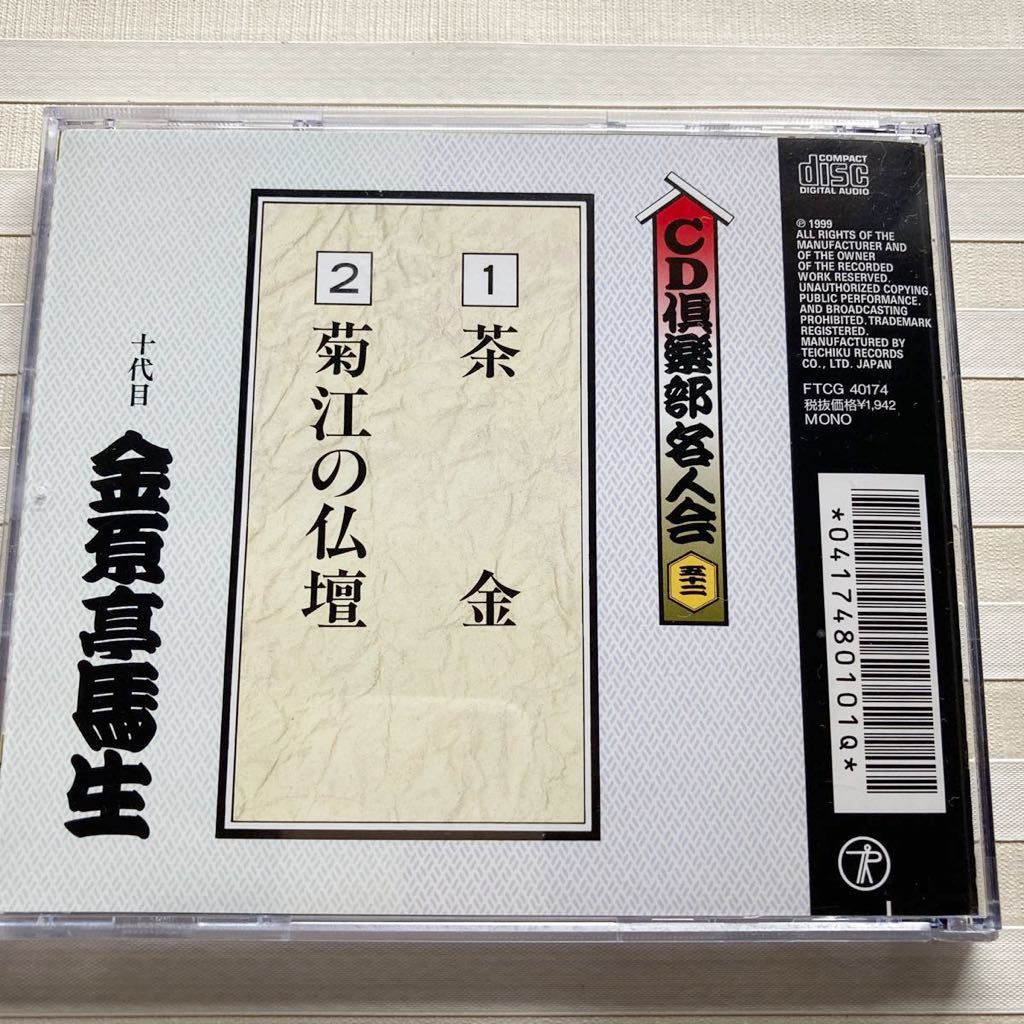 COMPACT
disc
DIGITAL AUDIO
℗ 1999
ALL RIGHTS OF THE
MANUFACTURER AND
OF THE OWNER
OF THE RECORDED
WORK RESERVED.
UNAUTHORIZED COPYING.
PUBLIC PERFORMANCE.
AND BROADCASTING
PROHIBITED. TRADEMARK
REGISTERED.
MANUFACTURED BY
TEICHIKU RECORDS
CO., LTD. JAPAN
FTCG 40174
税抜価格¥1,942
MONO
*0417480101Q*
CD倶楽部名人会
五十二
1 茶金
2 菊江の仏壇
十代目
金原亭馬生